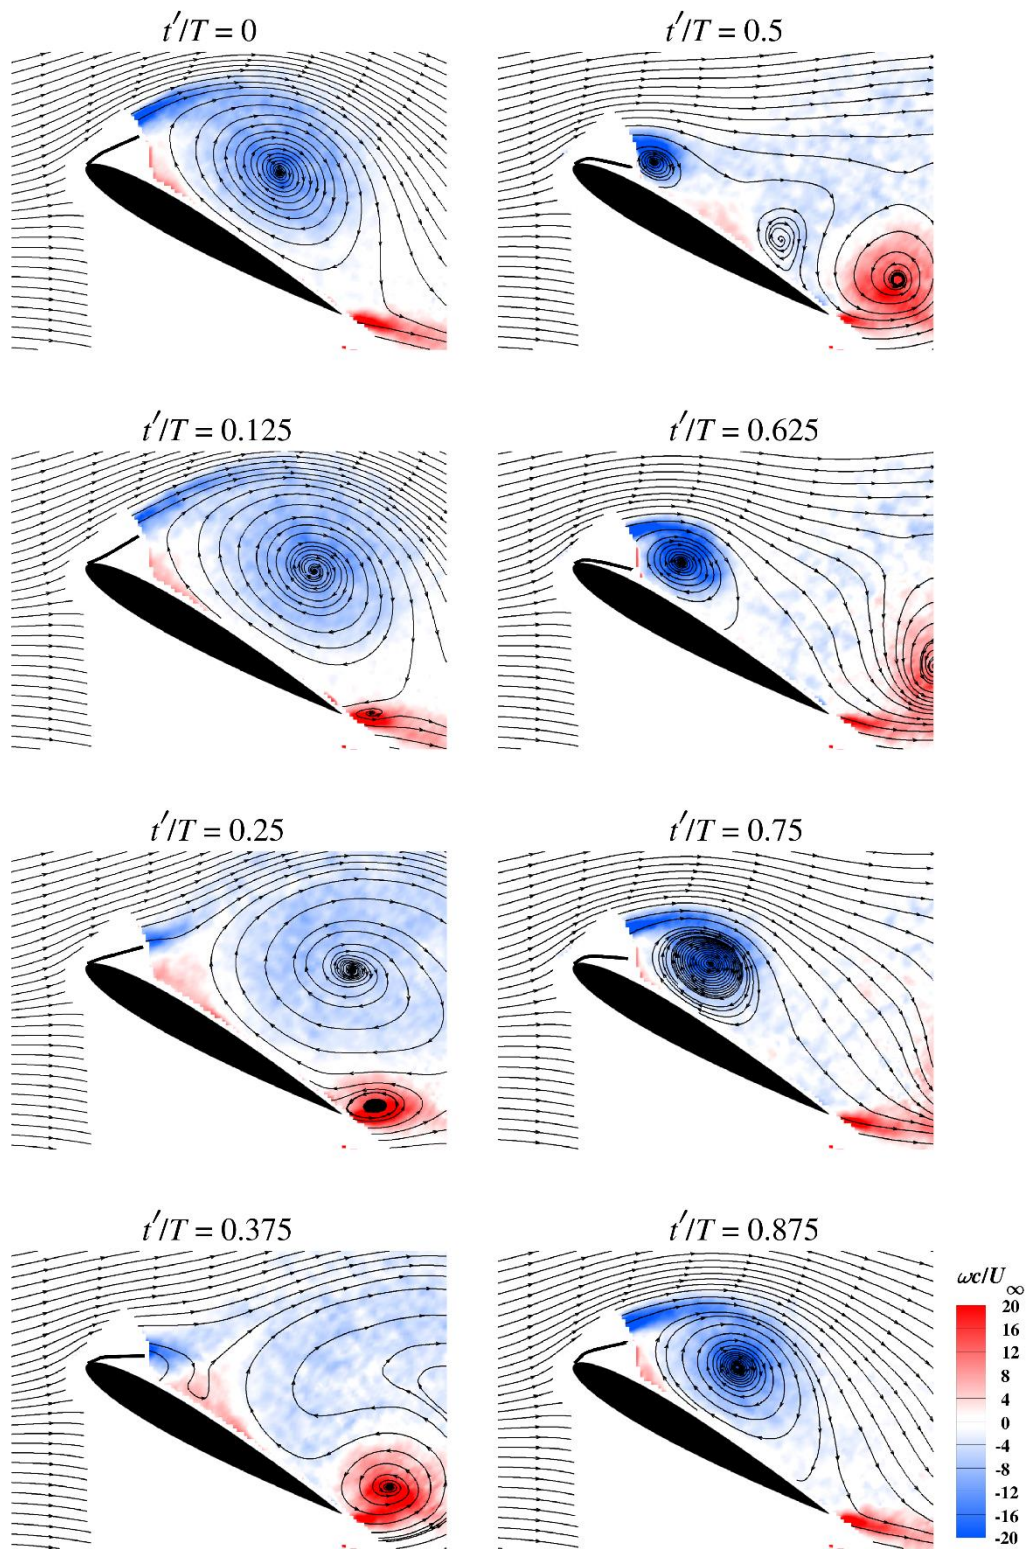 t′/T = 0
t′/T = 0.5
t′/T = 0.125
t′/T = 0.625
t′/T = 0.25
t′/T = 0.75
t′/T = 0.375
t′/T = 0.875
ωc/U∞
20
16
12
8
4
0
-4
-8
-12
-16
-20